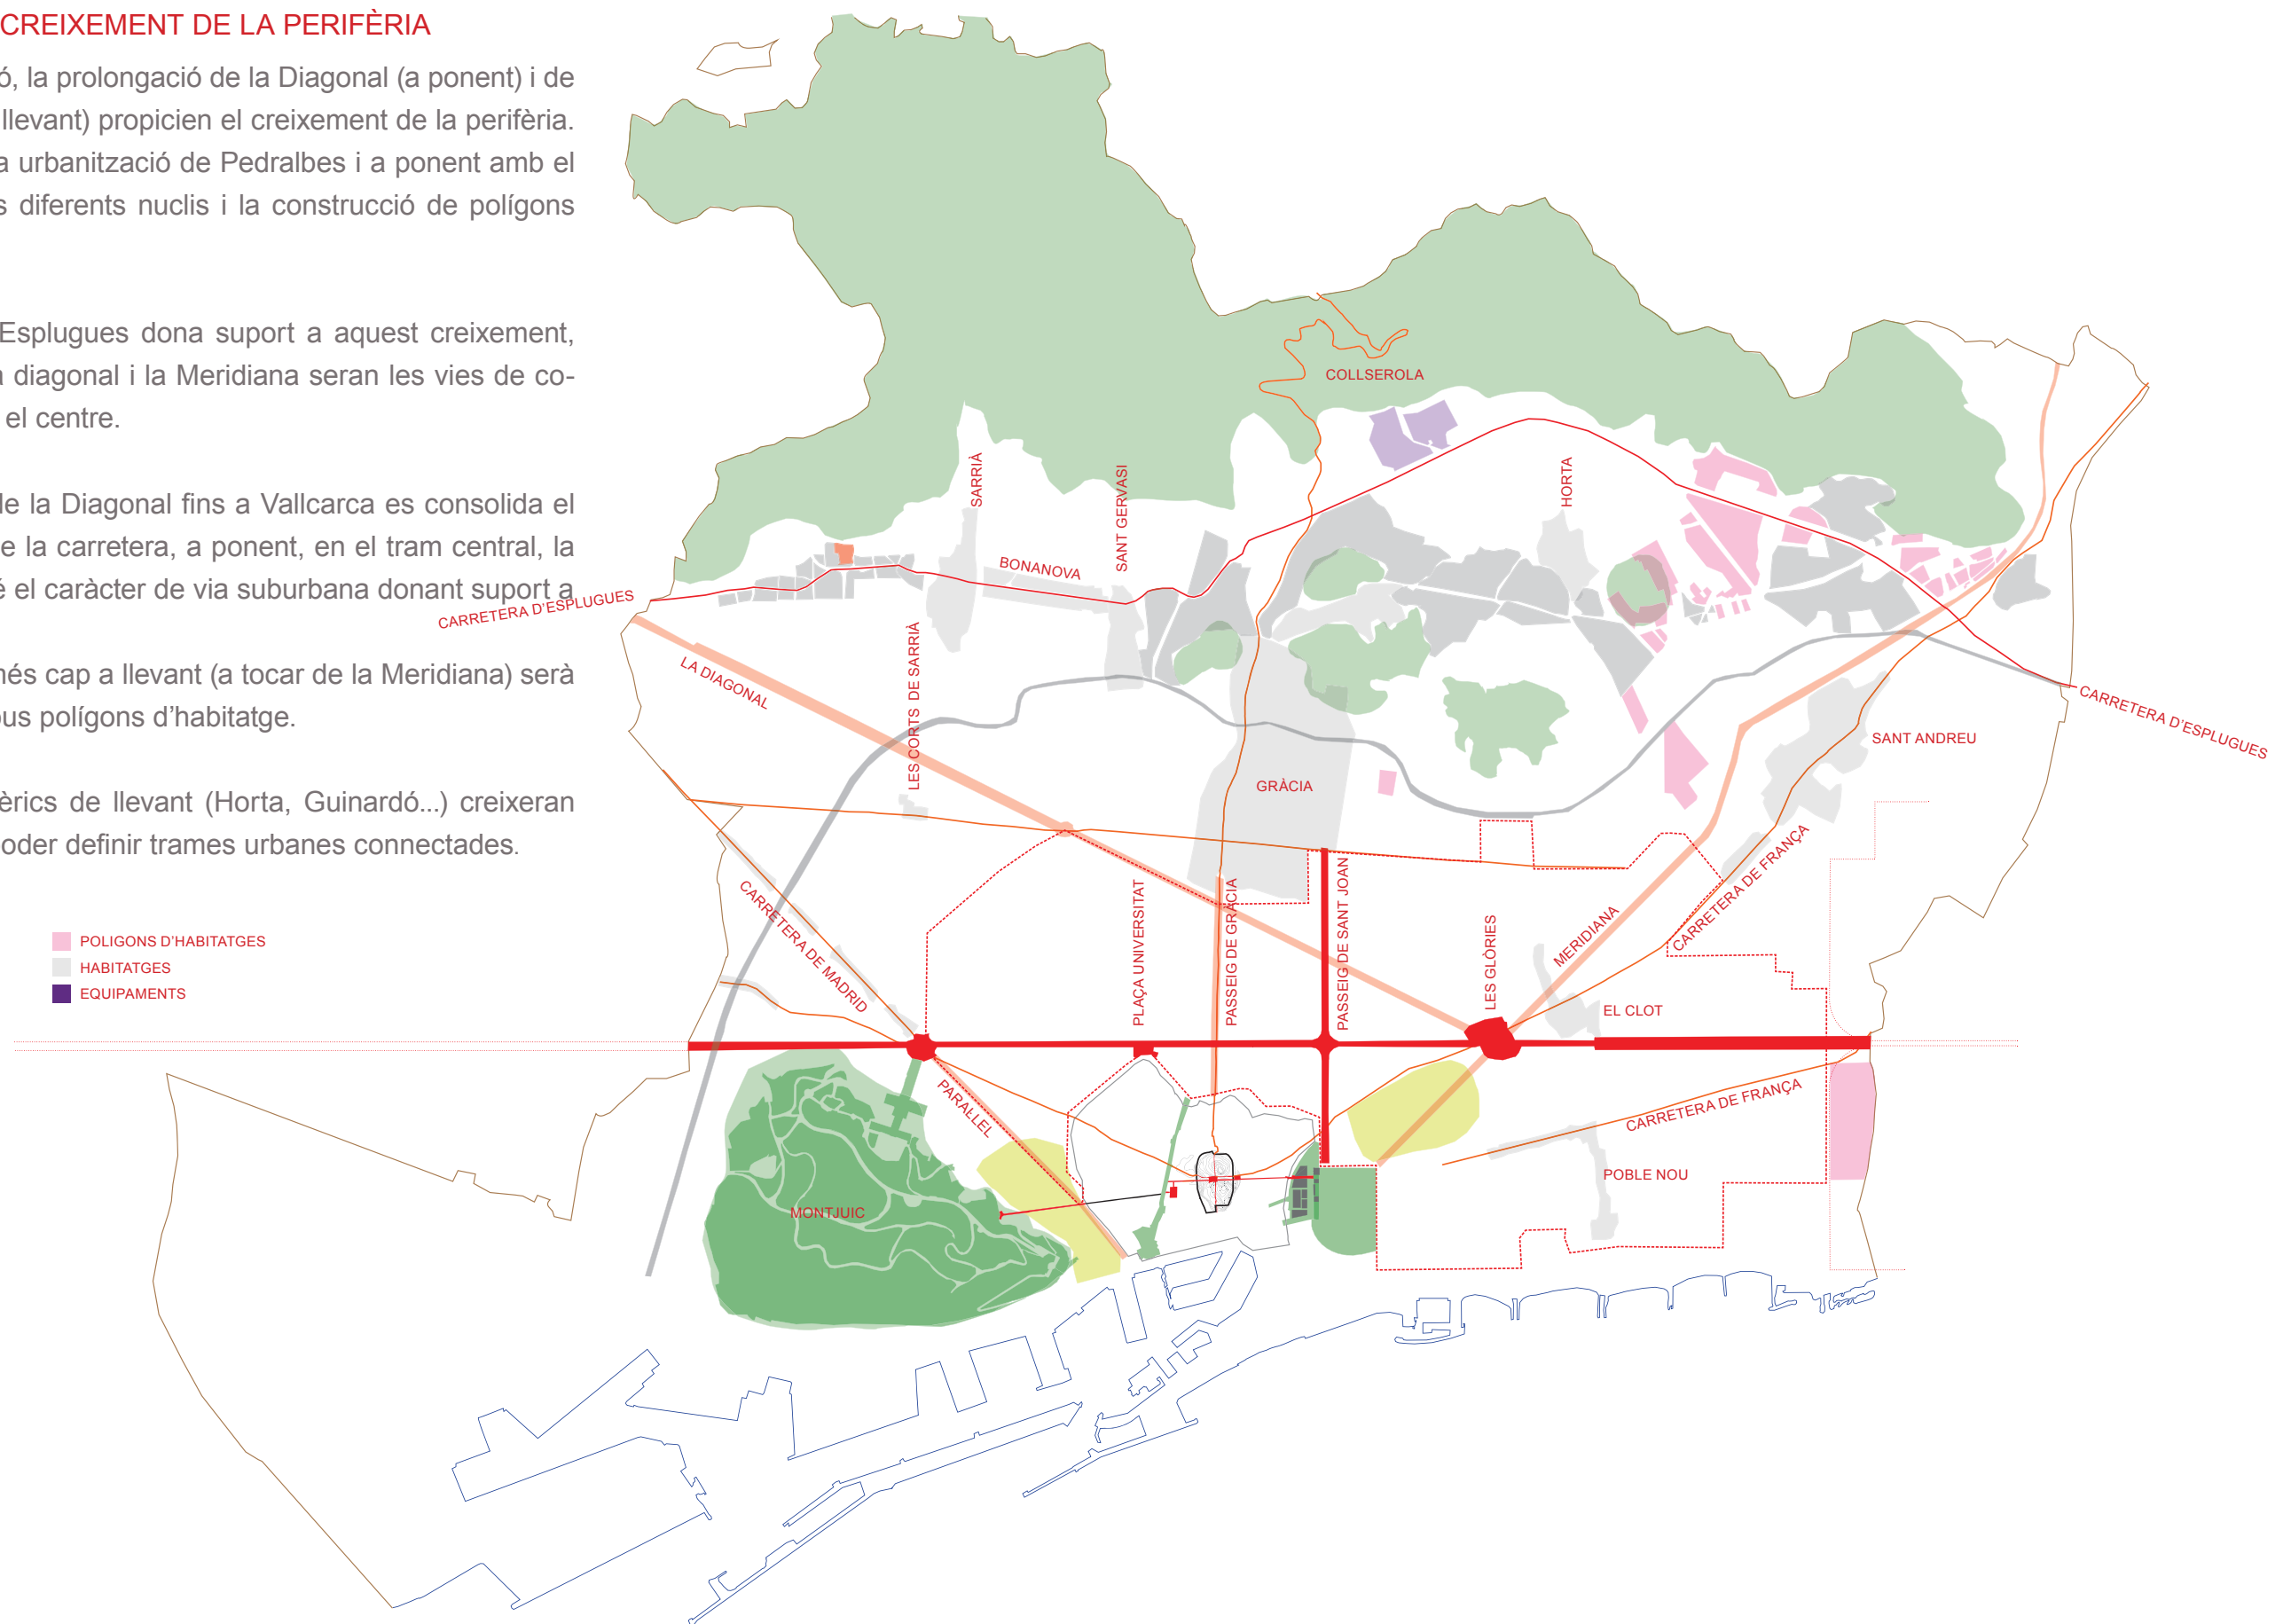 CREIXEMENT DE LA PERIFÈRIA
ó, la prolongació de la Diagonal (a ponent) i de
llevant) propicien el creixement de la perifèria.
a urbanització de Pedralbes i a ponent amb el
s diferents nuclis i la construcció de polígons
Esplugues dona suport a aquest creixement,
a diagonal i la Meridiana seran les vies de co-
el centre.
de la Diagonal fins a Vallcarca es consolida el
e la carretera, a ponent, en el tram central, la
é el caràcter de via suburbana donant suport a
més cap a llevant (a tocar de la Meridiana) serà
ous polígons d'habitatge.
èrics de llevant (Horta, Guinardó...) creixeran
poder definir trames urbanes connectades.
POLIGONS D'HABITATGES
HABITATGES
EQUIPAMENTS
COLLSEROLA
SARRIÀ
SANT GERVASI
HORTA
BONANOVA
CARRETERA D'ESPLUGUES
LA DIAGONAL
LES CORTS DE SARRIÀ
CARRETERA D'ESPLUGUES
SANT ANDREU
GRÀCIA
CARRETERA DE MADRID
PLAÇA UNIVERSITAT
PASSEIG DE GRÀCIA
PASSEIG DE SANT JOAN
LES GLÒRIES
MERIDIANA
CARRETERA DE FRANÇA
EL CLOT
PARAL·LEL
CARRETERA DE FRANÇA
POBLE NOU
MONTJUIC